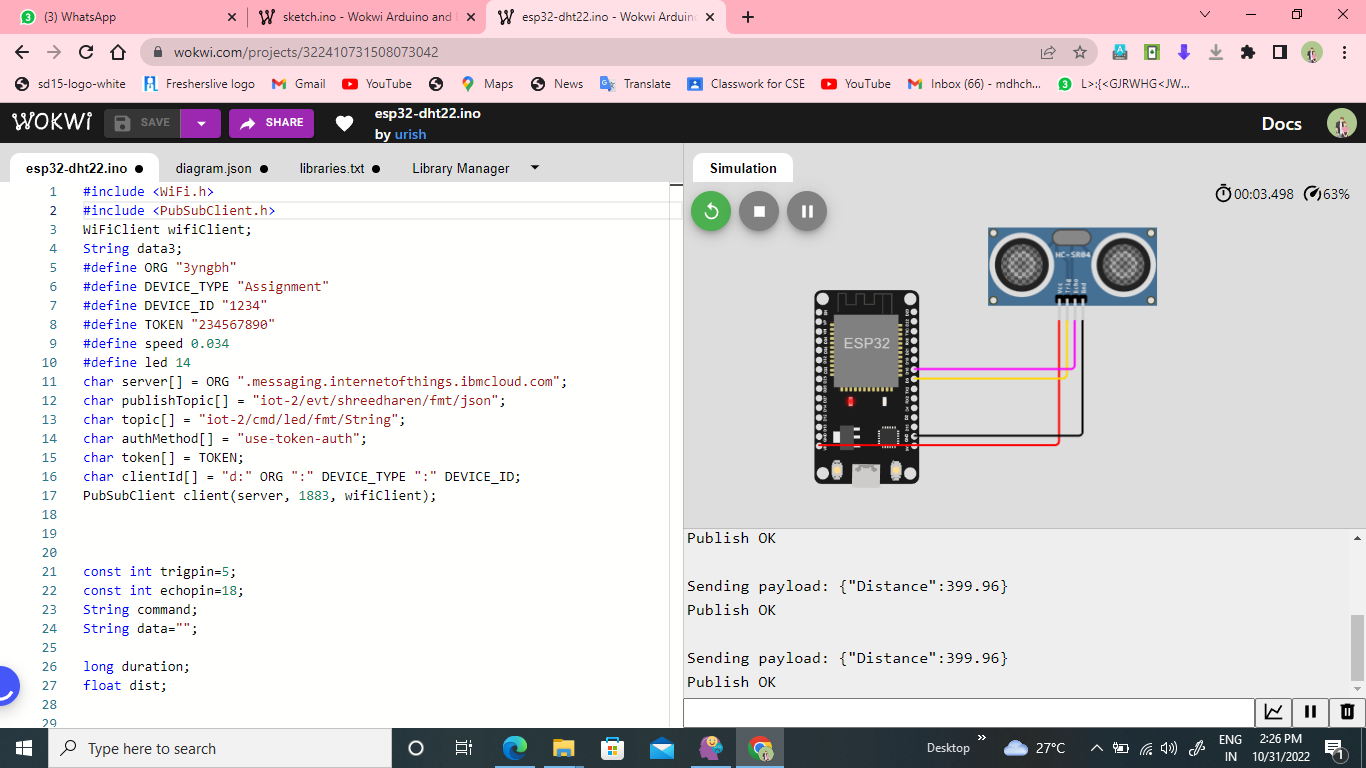 (3) WhatsApp
sketch.ino - Wokwi Arduino and
esp32-dht22.ino - Wokwi Arduino
wokwi.com/projects/322410731508073042
sd15-logo-white
Fresherslive logo
Gmail
YouTube
Maps
News
Translate
Classwork for CSE
YouTube
Inbox (66) - mdhch...
L>:{<GJRWHG<JW...
WOKWI
SAVE
SHARE
esp32-dht22.ino
by urish
Docs
esp32-dht22.ino
diagram.json
libraries.txt
Library Manager
1 #include <WiFi.h>
2 #include <PubSubClient.h>
3 WiFiClient wifiClient;
4 String data3;
5 #define ORG "3yngbh"
6 #define DEVICE_TYPE "Assignment"
7 #define DEVICE_ID "1234"
8 #define TOKEN "234567890"
9 #define speed 0.034
10 #define led 14
11 char server[] = ORG ".messaging.internetofthings.ibmcloud.com";
12 char publishTopic[] = "iot-2/evt/shreedharen/fmt/json";
13 char topic[] = "iot-2/cmd/led/fmt/String";
14 char authMethod[] = "use-token-auth";
15 char token[] = TOKEN;
16 char clientId[] = "d:" ORG ":" DEVICE_TYPE ":" DEVICE_ID;
17 PubSubClient client(server, 1883, wifiClient);
18
19
20
21 const int trigpin=5;
22 const int echopin=18;
23 String command;
24 String data="";
25
26 long duration;
27 float dist;
28
29
Simulation
00:03.498
63%
HC-SR04
Vcc
Trig
Echo
Gnd
ESP32
Publish OK
Sending payload: {"Distance":399.96}
Publish OK
Sending payload: {"Distance":399.96}
Publish OK
Type here to search
Desktop
27°C
ENG
IN
2:26 PM
10/31/2022
1